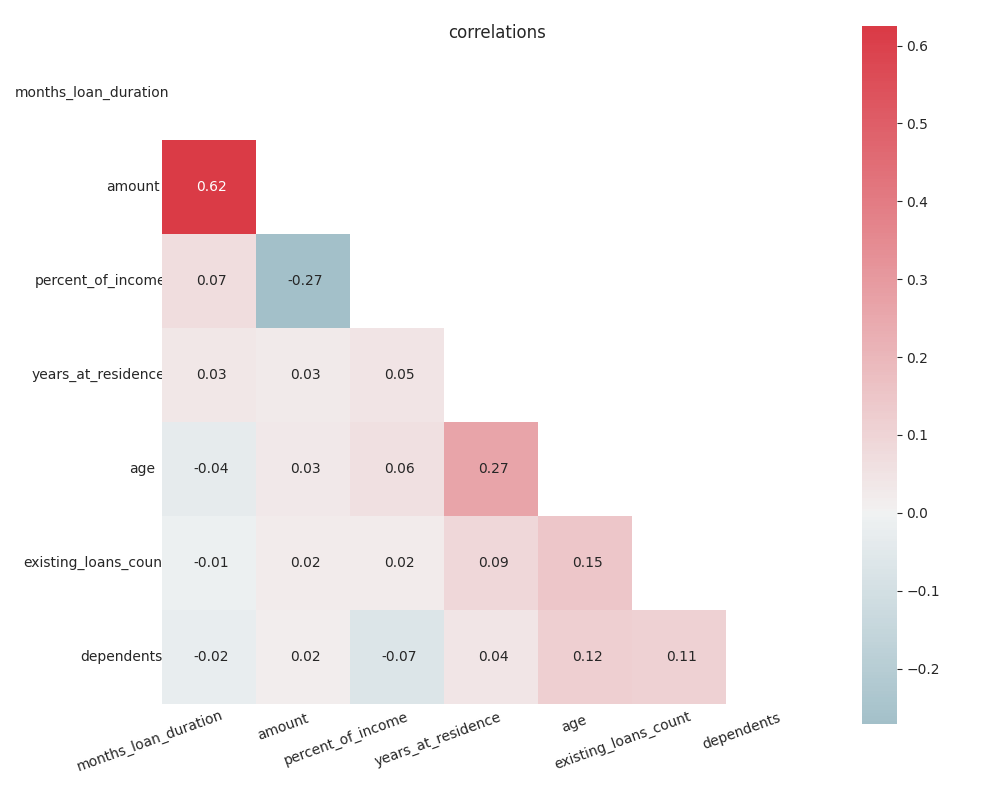 correlations
months_loan_duration
amount
0.62
percent_of_income
0.07
-0.27
years_at_residence
0.03
0.03
0.05
age
-0.04
0.03
0.06
0.27
existing_loans_coun
-0.01
0.02
0.02
0.09
0.15
dependents
-0.02
0.02
-0.07
0.04
0.12
0.11
months_loan_duration
amount
percent_of_income
years_at_residence
age
existing_loans_count
dependents
0.6
0.5
0.4
0.3
0.2
0.1
0.0
−0.1
−0.2